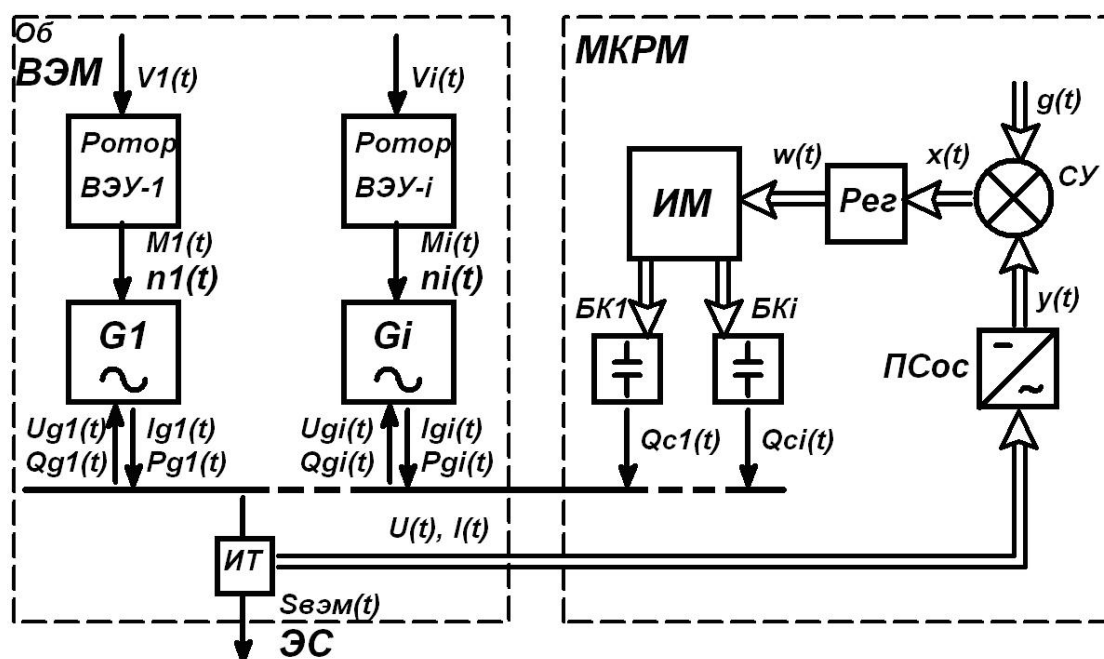 Об
ВЭМ
V1(t)
Vi(t)
Ротор
ВЭУ-1
Ротор
ВЭУ-i
M1(t)
n1(t)
Mi(t)
ni(t)
G1
Gi
Ug1(t)
Qg1(t)
Ig1(t)
Pg1(t)
Ugi(t)
Qgi(t)
Igi(t)
Pgi(t)
U(t), I(t)
ИТ
Sвэм(t)
ЭС
МКРМ
g(t)
w(t)
x(t)
СУ
ИМ
Рег
y(t)
БК1
БКi
ПСос
Qc1(t)
Qci(t)